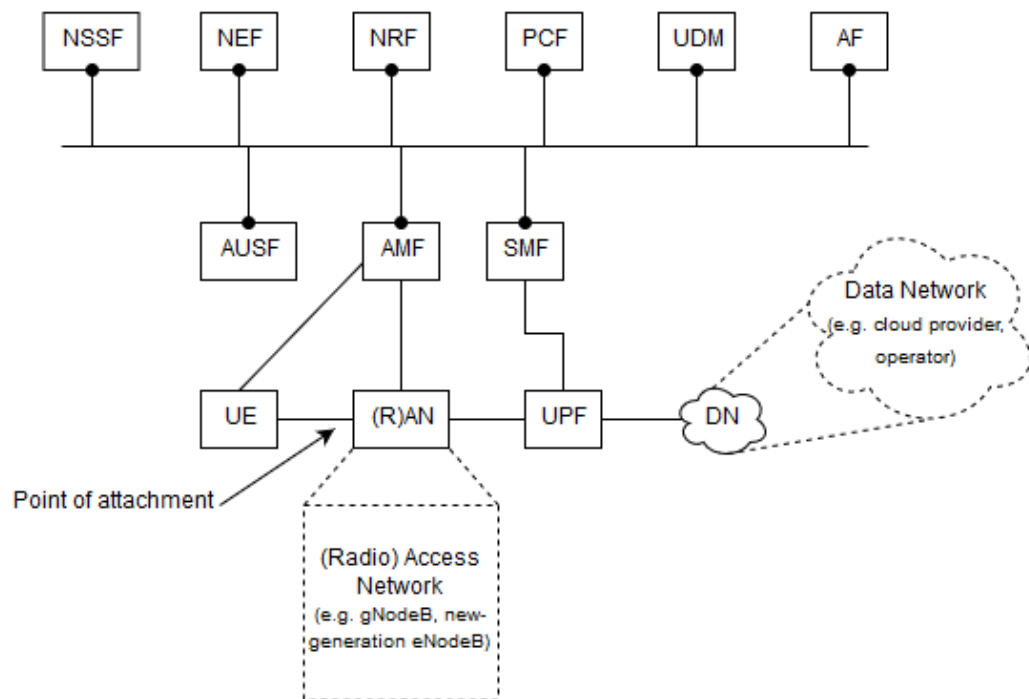 NSSF
NEF
NRF
PCF
UDM
AF
AUSF
AMF
SMF
Data Network
(e.g. cloud provider,
operator)
UE
(R)AN
UPF
DN
Point of attachment
(Radio) Access
Network
(e.g. gNodeB, new-
generation eNodeB)